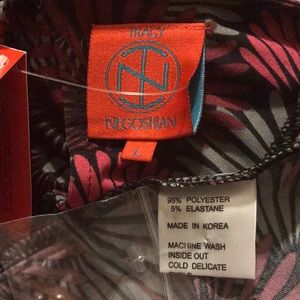 TRACY
NEGOSHIAN
L
95% POLYESTER
5% ELASTANE
MADE IN KOREA
MACHINE WASH
INSIDE OUT
COLD DELICATE